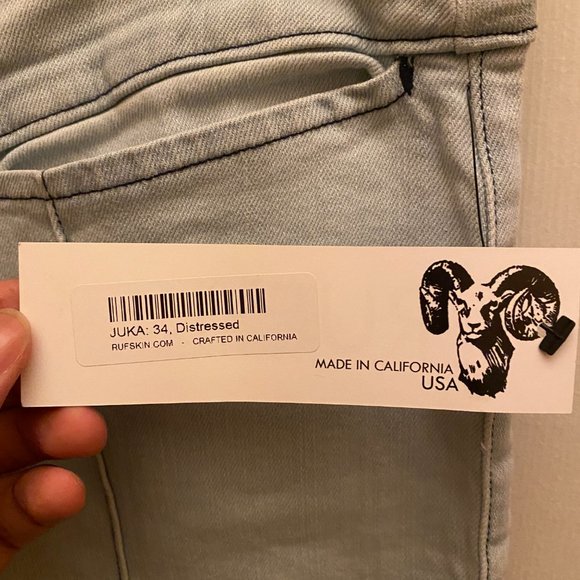 JUKA: 34, Distressed
RUFSKIN COM - CRAFTED IN CALIFORNIA
MADE IN CALIFORNIA
USA